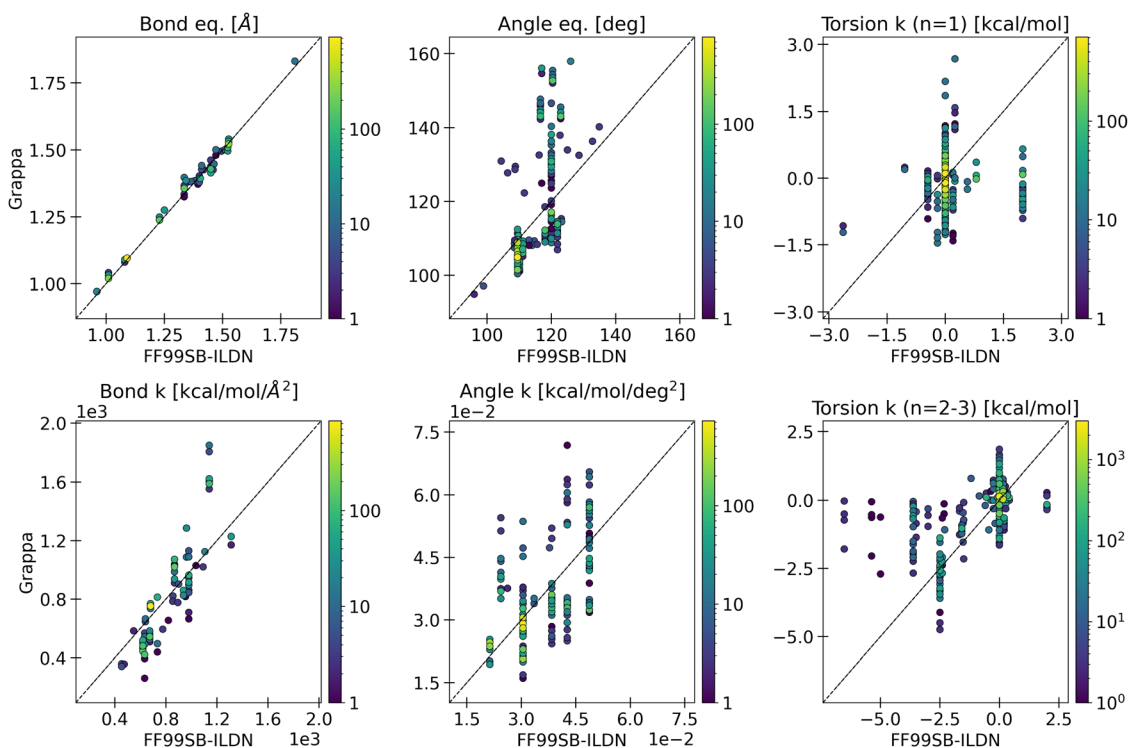 Bond eq. [Å]
Angle eq. [deg]
Torsion k (n=1) [kcal/mol]
Grappa
1.75
1.50
1.25
1.00
1.00 1.25 1.50 1.75
FF99SB-ILDN
100
10
1
160
140
120
100
100 120 140 160
FF99SB-ILDN
100
10
1
3.0
1.5
0.0
−1.5
−3.0
−3.0 −1.5 0.0 1.5 3.0
FF99SB-ILDN
100
10
1
Bond k [kcal/mol/Å²]
Angle k [kcal/mol/deg²]
Torsion k (n=2-3) [kcal/mol]
1e3
Grappa
2.0
1.6
1.2
0.8
0.4
0.4 0.8 1.2 1.6 2.0
FF99SB-ILDN 1e3
100
10
1
1e−2
7.5
6.0
4.5
3.0
1.5
1.5 3.0 4.5 6.0 7.5
FF99SB-ILDN 1e−2
100
10
1
2.5
0.0
−2.5
−5.0
−5.0 −2.5 0.0 2.5
FF99SB-ILDN
10³
10²
10¹
10⁰